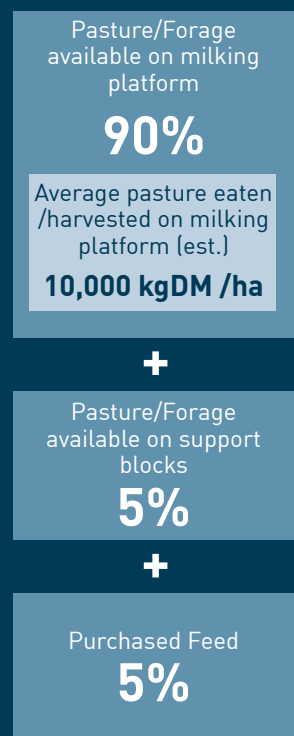 Pasture/Forage
available on milking
platform
90%
Average pasture eaten
/harvested on milking
platform (est.)
10,000 kgDM /ha
+
Pasture/Forage
available on support
blocks
5%
+
Purchased Feed
5%